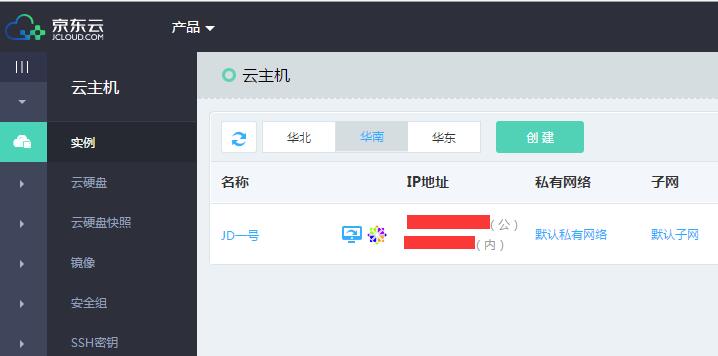 京东云
JCLOUD.COM
产品
云主机
云主机
实例
云硬盘
云硬盘快照
镜像
安全组
SSH密钥
华北
华南
华东
创建
名称
IP地址
私有网络
子网
JD一号
(公)
(内)
默认私有网络
默认子网